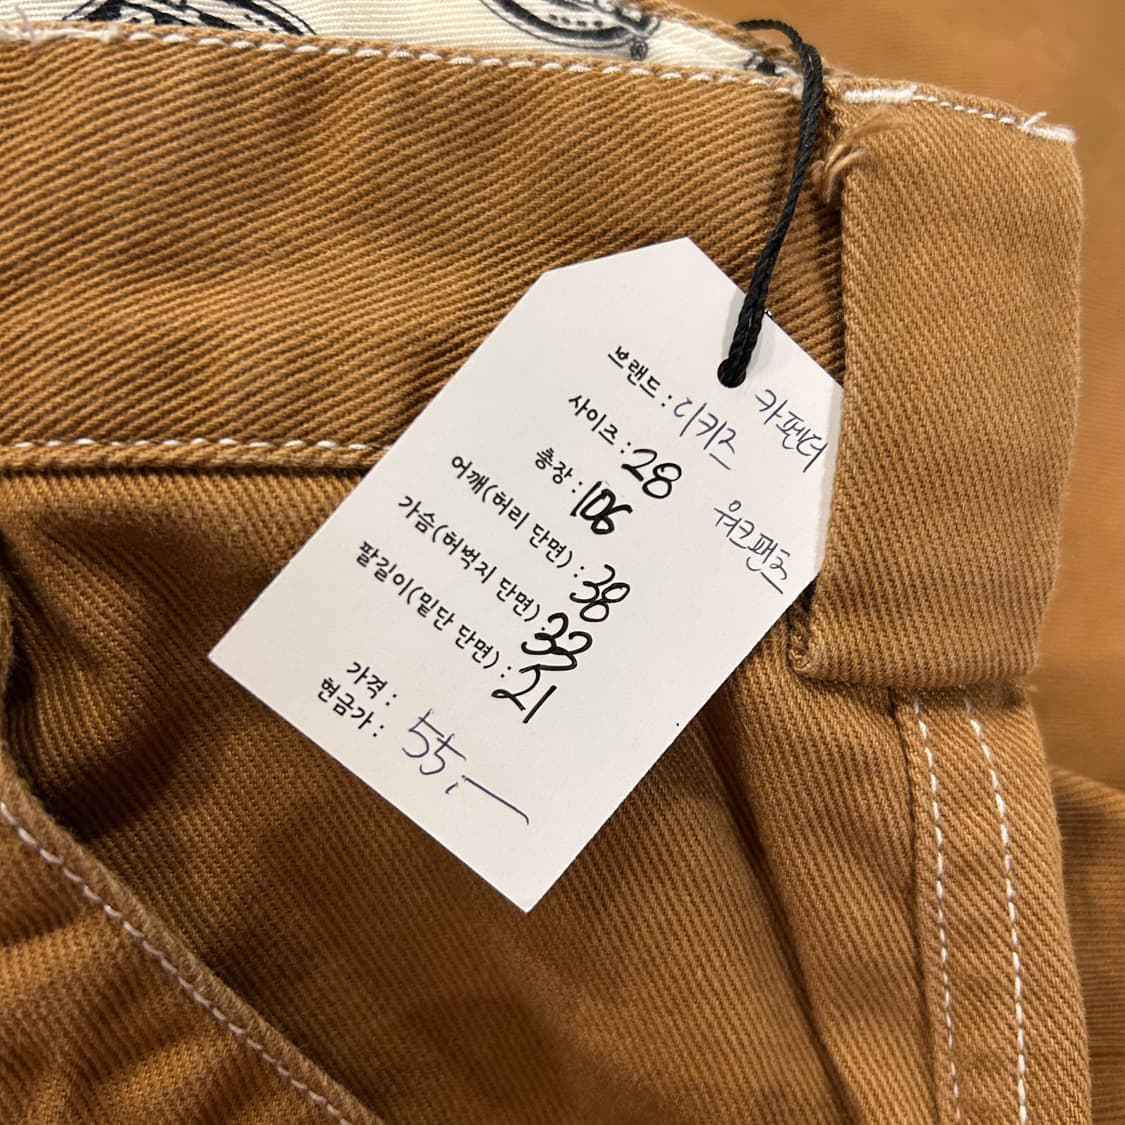 브랜드 : 디키즈 카펜터
워크팬츠
사이즈 : 28
총장 : 106
어깨(허리 단면) : 38
가슴(허벅지 단면) : 33
팔길이(밑단 단면) : 21
가격 :
현금가 : 55,—
®